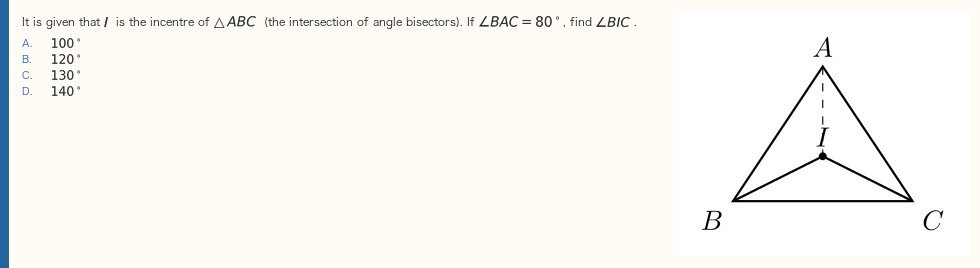 It is given that I is the incentre of △ABC (the intersection of angle bisectors). If ∠BAC = 80°, find ∠BIC.
A. 100°
B. 120°
C. 130°
D. 140°
A
I
B C